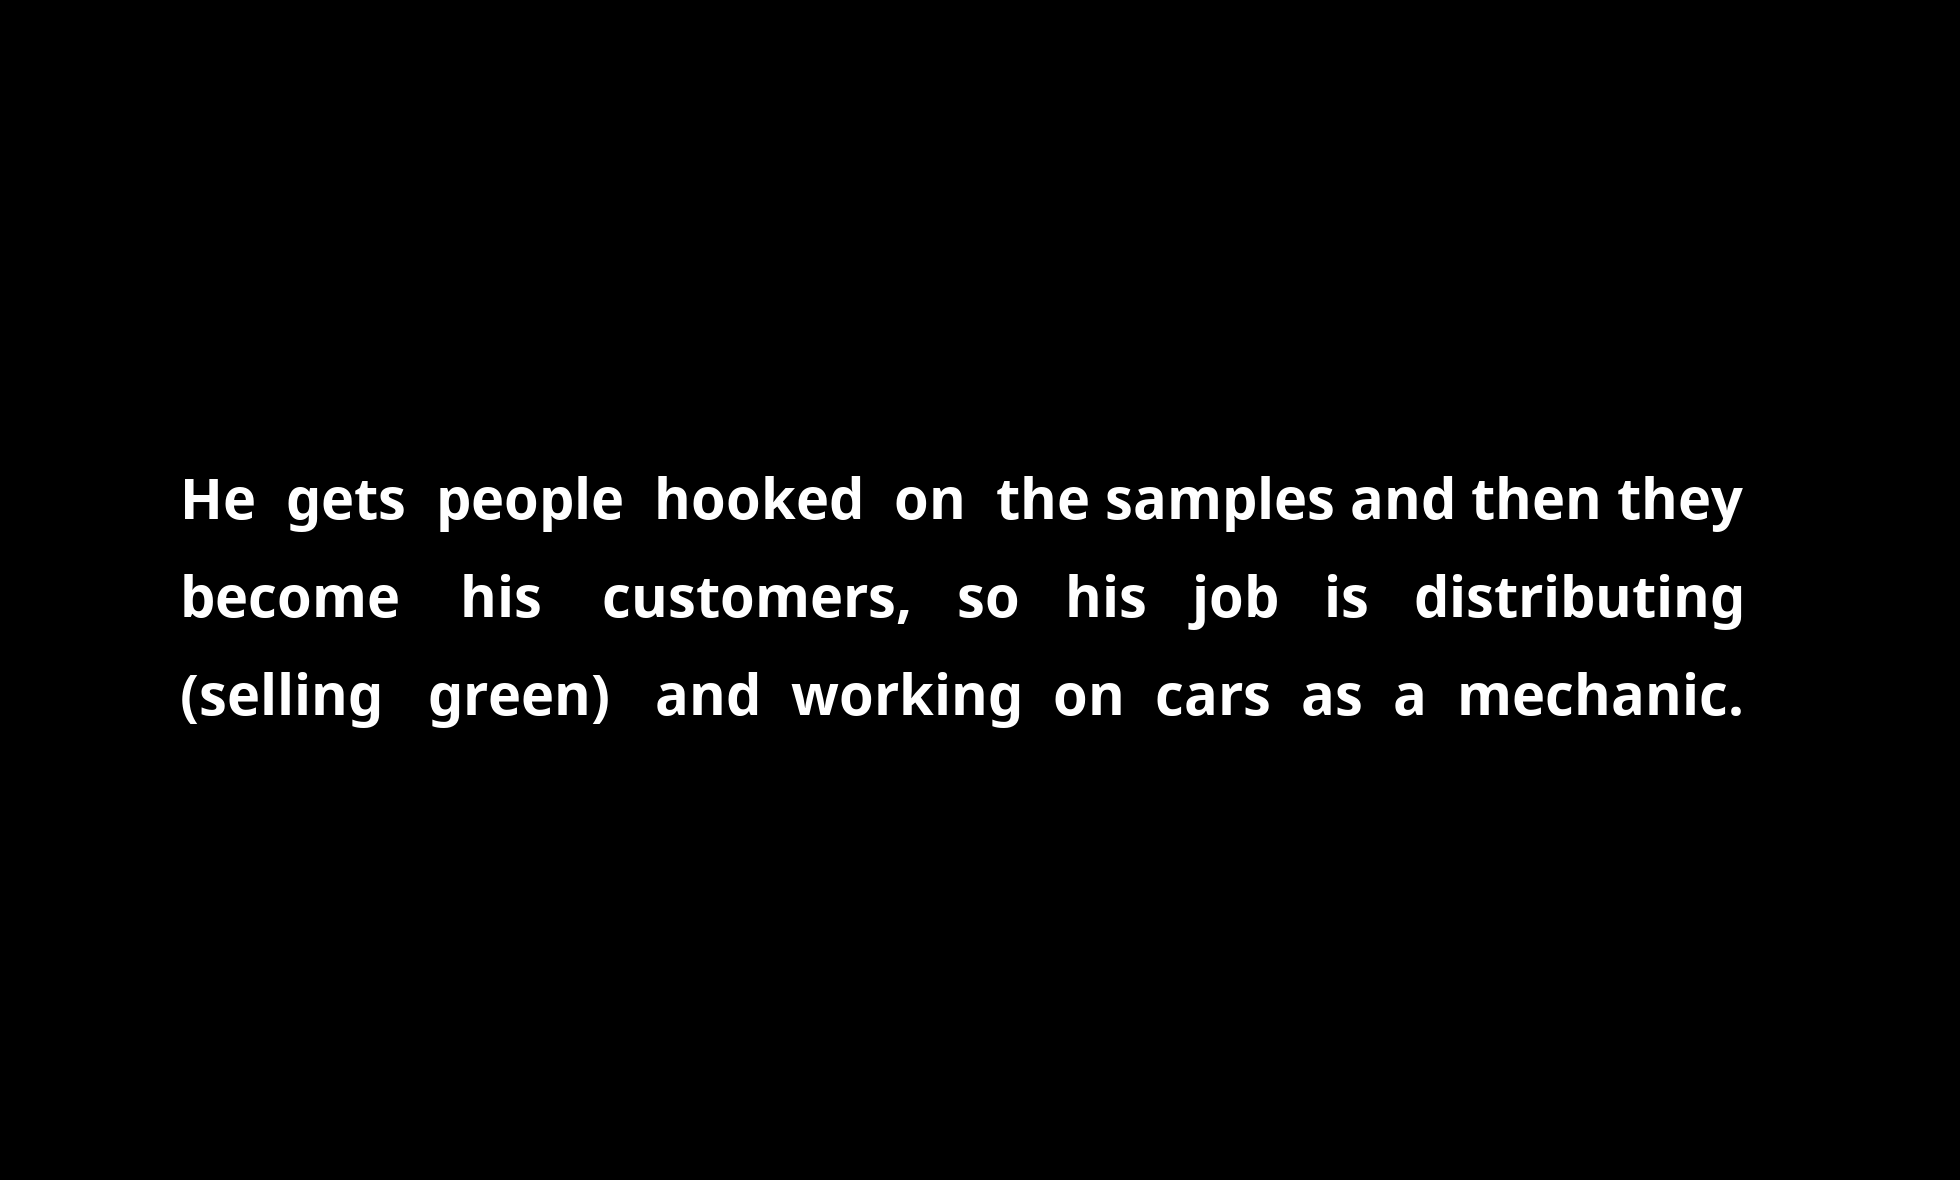 He gets people hooked on the samples and then they
become his customers, so his job is distributing
(selling green) and working on cars as a mechanic.